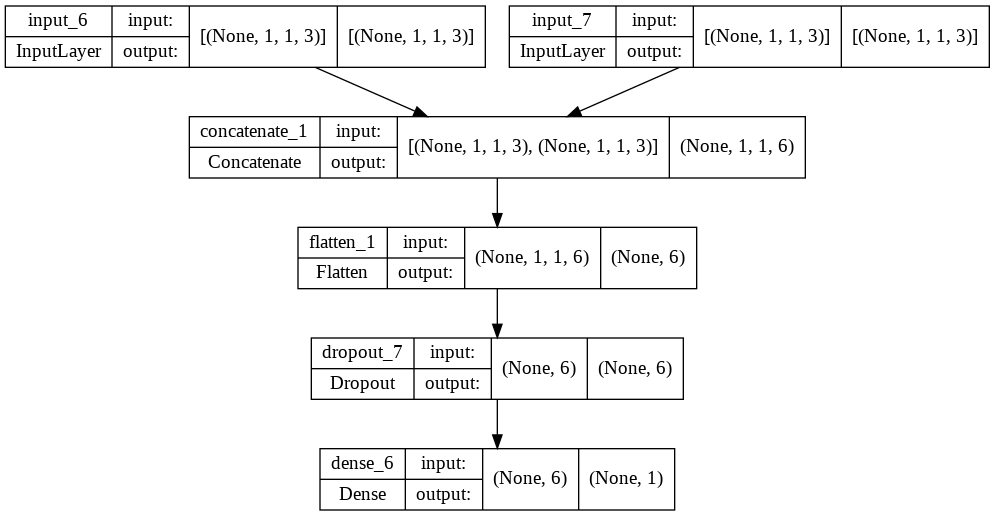 input_6 input: [(None, 1, 1, 3)] [(None, 1, 1, 3)]
InputLayer output:
input_7 input: [(None, 1, 1, 3)] [(None, 1, 1, 3)]
InputLayer output:
concatenate_1 input: [(None, 1, 1, 3), (None, 1, 1, 3)] (None, 1, 1, 6)
Concatenate output:
flatten_1 input: (None, 1, 1, 6) (None, 6)
Flatten output:
dropout_7 input: (None, 6) (None, 6)
Dropout output:
dense_6 input: (None, 6) (None, 1)
Dense output: